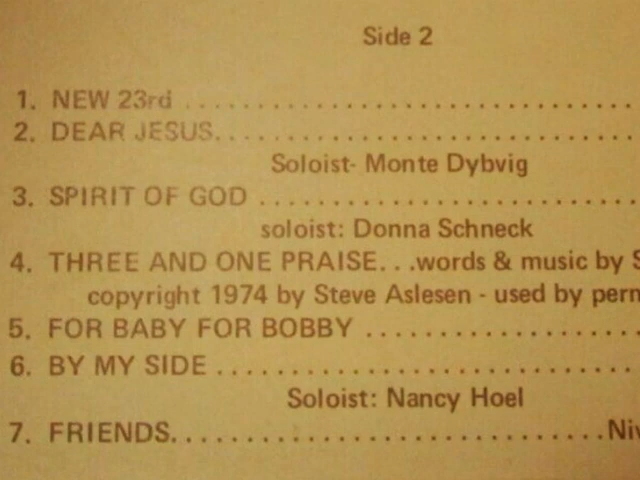 Side 2
1. NEW 23rd ..............................
2. DEAR JESUS............................
Soloist- Monte Dybvig
3. SPIRIT OF GOD .........................
soloist: Donna Schneck
4. THREE AND ONE PRAISE...words & music by S
copyright 1974 by Steve Aslesen - used by perm
5. FOR BABY FOR BOBBY ..................
6. BY MY SIDE ............................
Soloist: Nancy Hoel
7. FRIENDS..............................Niv